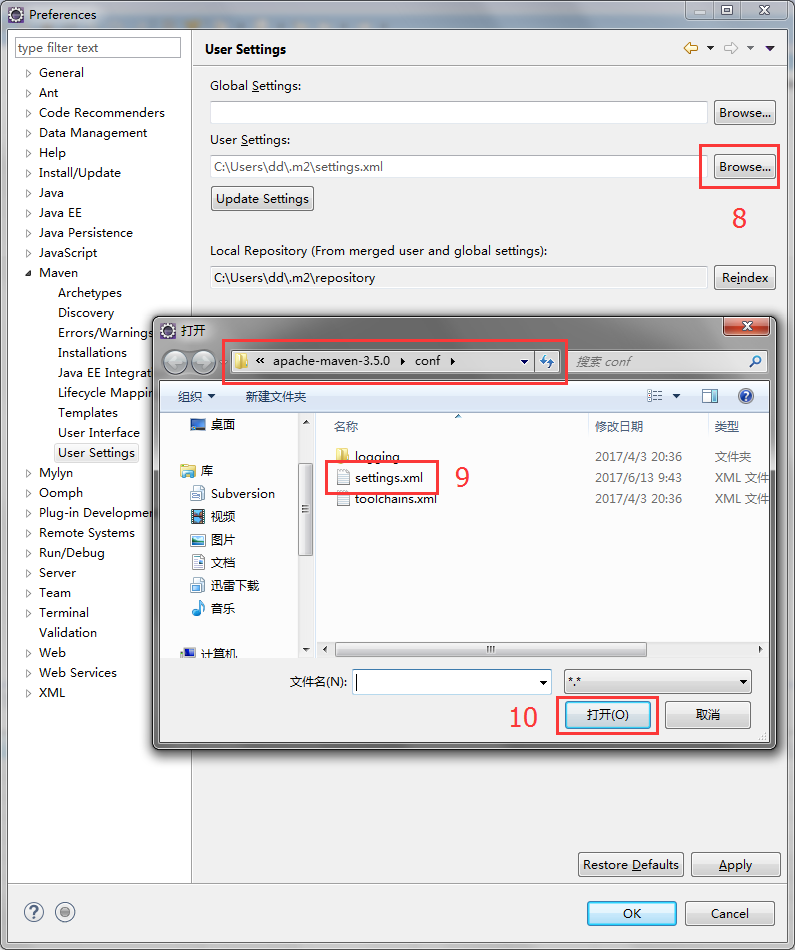 Preferences
type filter text
User Settings
General
Ant
Code Recommenders
Data Management
Help
Install/Update
Java
Java EE
Java Persistence
JavaScript
Maven
Archetypes
Discovery
Errors/Warnings
Installations
Java EE Integrat
Lifecycle Mappin
Templates
User Interface
User Settings
Mylyn
Oomph
Plug-in Developmen
Remote Systems
Run/Debug
Server
Team
Terminal
Validation
Web
Web Services
XML
Global Settings:
Browse...
User Settings:
C:\Users\dd\.m2\settings.xml
Browse...
8
Update Settings
Local Repository (From merged user and global settings):
C:\Users\dd\.m2\repository
Reindex
打开
« apache-maven-3.5.0 conf
搜索 conf
组织 新建文件夹
桌面
库
Subversion
视频
图片
文档
迅雷下载
音乐
计算机
名称 修改日期 类型
logging 2017/4/3 20:36 文件夹
settings.xml 2017/6/13 9:43 XML 文件
9
toolchains.xml 2017/4/3 20:36 XML 文件
文件名(N):
*.*
10
打开(O)
取消
Restore Defaults
Apply
OK
Cancel